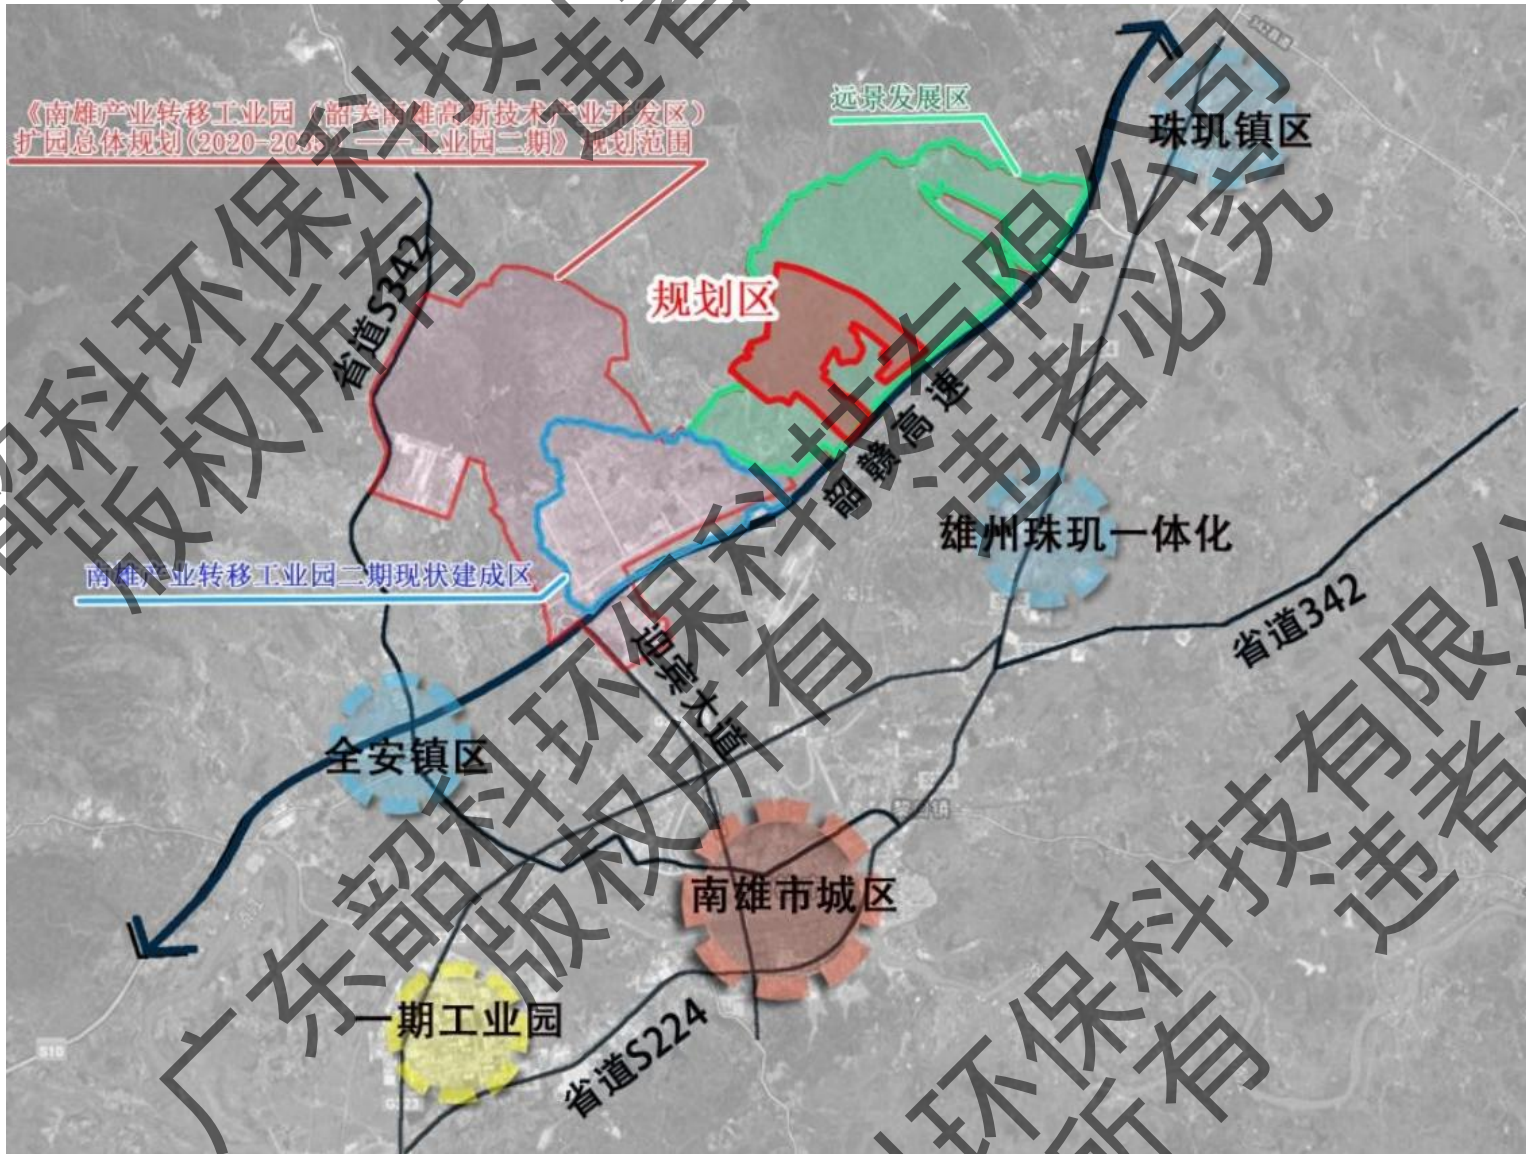 《南雄产业转移工业园(韶关南雄高新技术产业开发区)
扩园总体规划(2020-20 ——工业园二期》规划范围
远景发展区
珠玑镇区
省道S342
规划区
韶赣高速
雄州珠玑一体化
南雄产业转移工业园二期现状建成区
省道342
迎宾大道
全安镇区
南雄市城区
一期工业园
省道S224
S10
广东韶科环保科技有限公司
版权所有 违者必究